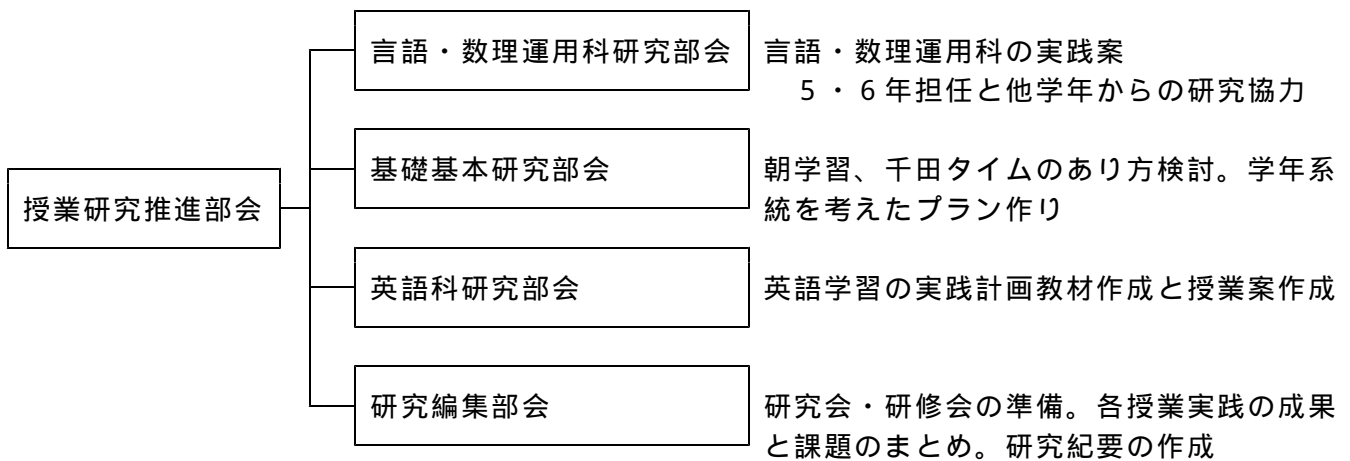 言語・数理運用科研究部会
言語・数理運用科の実践案
5・6年担任と他学年からの研究協力
基礎基本研究部会
朝学習、千田タイムのあり方検討。学年系
統を考えたプラン作り
授業研究推進部会
英語科研究部会
英語学習の実践計画教材作成と授業案作成
研究編集部会
研究会・研修会の準備。各授業実践の成果
と課題のまとめ。研究紀要の作成